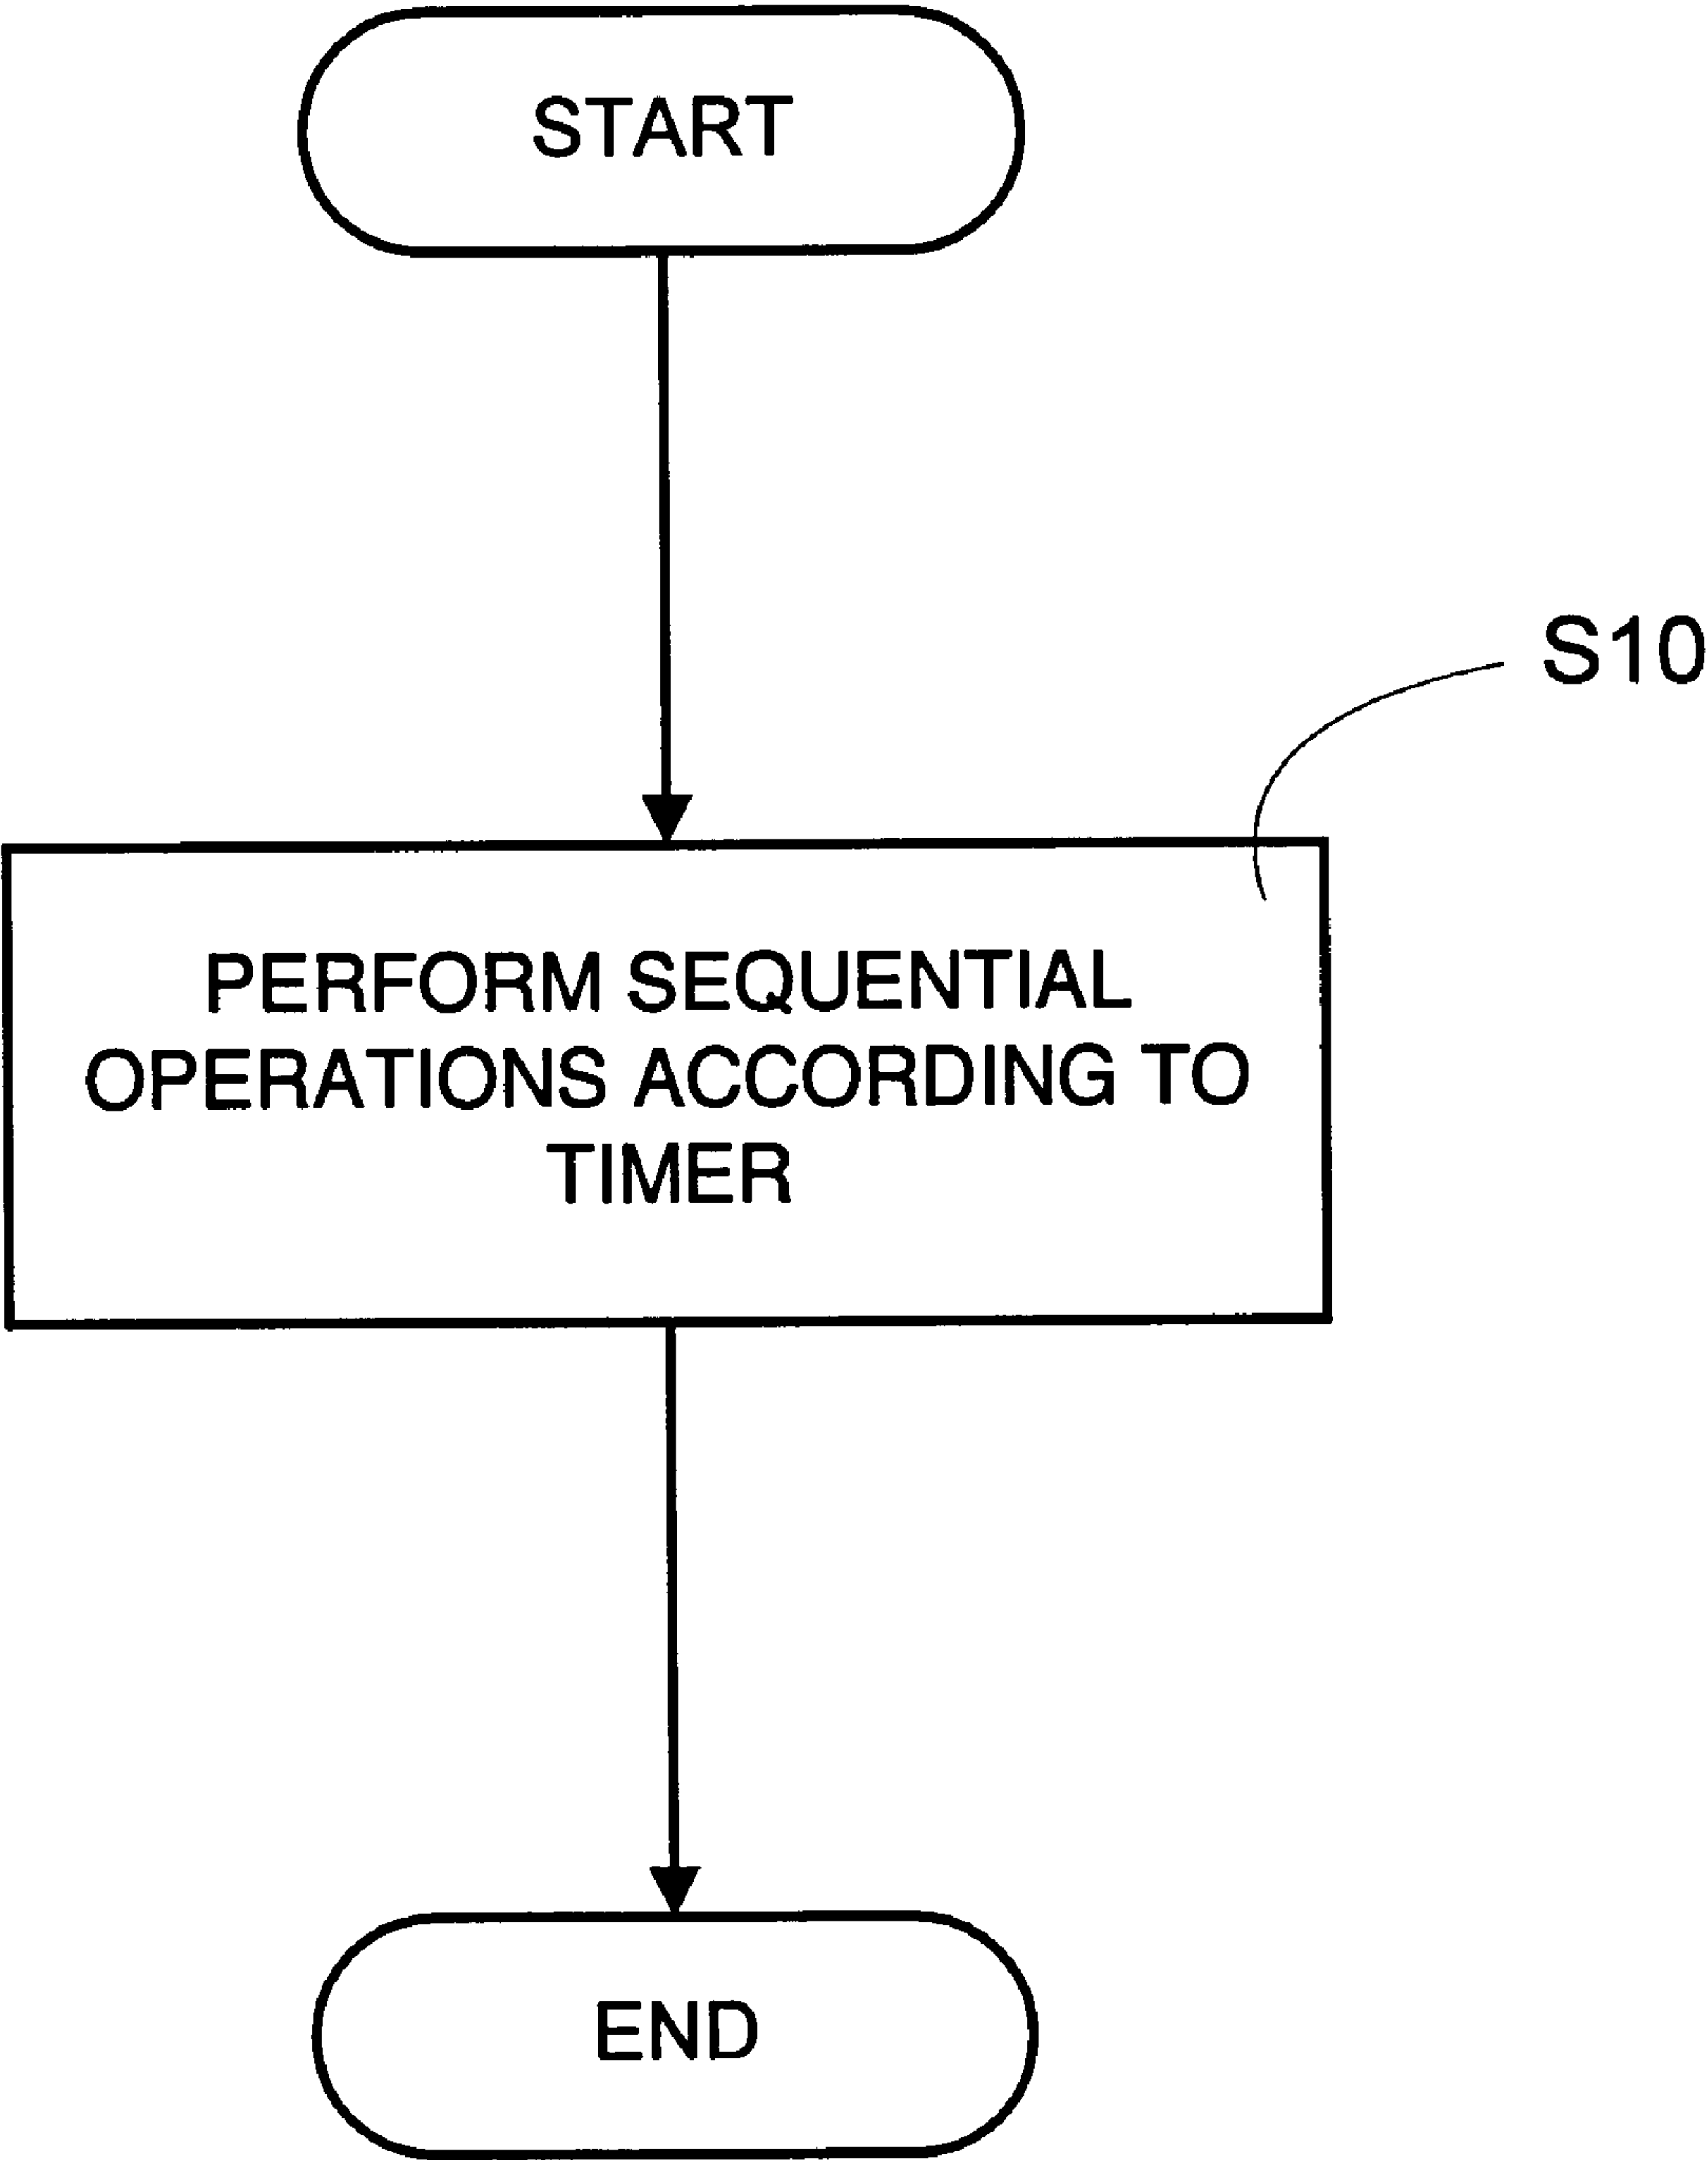 START
S10
PERFORM SEQUENTIAL
OPERATIONS ACCORDING TO
TIMER
END